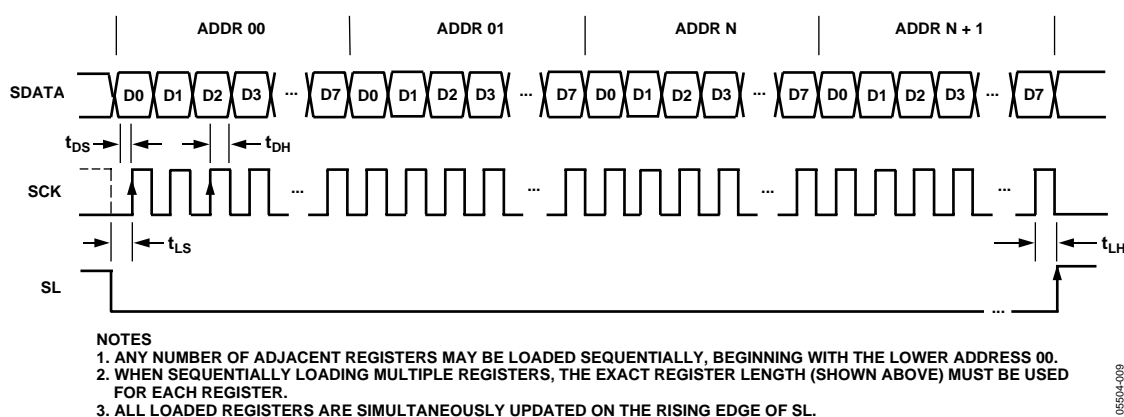 ADDR 00 ADDR 01 ADDR N ADDR N + 1
SDATA D0 D1 D2 D3 ... D7 D0 D1 D2 D3 ... D7 D0 D1 D2 D3 ... D7 D0 D1 D2 D3 ... D7
tDS tDH
SCK ... ... ... ...
tLS tLH
SL ...
NOTES
1. ANY NUMBER OF ADJACENT REGISTERS MAY BE LOADED SEQUENTIALLY, BEGINNING WITH THE LOWER ADDRESS 00.
2. WHEN SEQUENTIALLY LOADING MULTIPLE REGISTERS, THE EXACT REGISTER LENGTH (SHOWN ABOVE) MUST BE USED
FOR EACH REGISTER.
3. ALL LOADED REGISTERS ARE SIMULTANEOUSLY UPDATED ON THE RISING EDGE OF SL.
05504-009